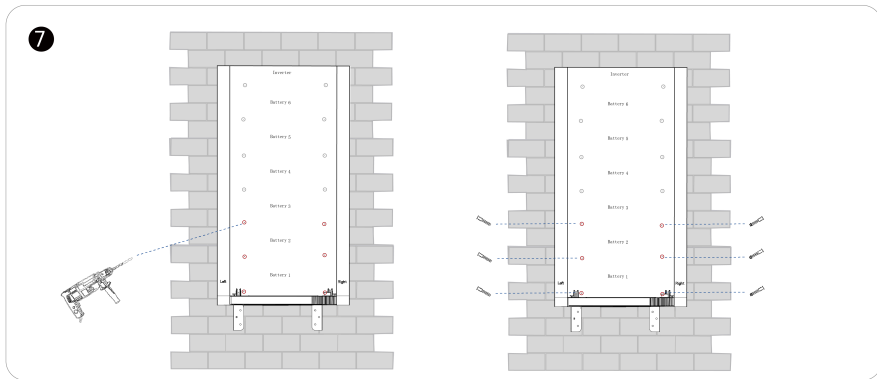 7
Inverter
Battery 6
Battery 5
Battery 4
Battery 3
Battery 2
Battery 1
Left
Right
Inverter
Battery 6
Battery 5
Battery 4
Battery 3
Battery 2
Battery 1
Left
Right